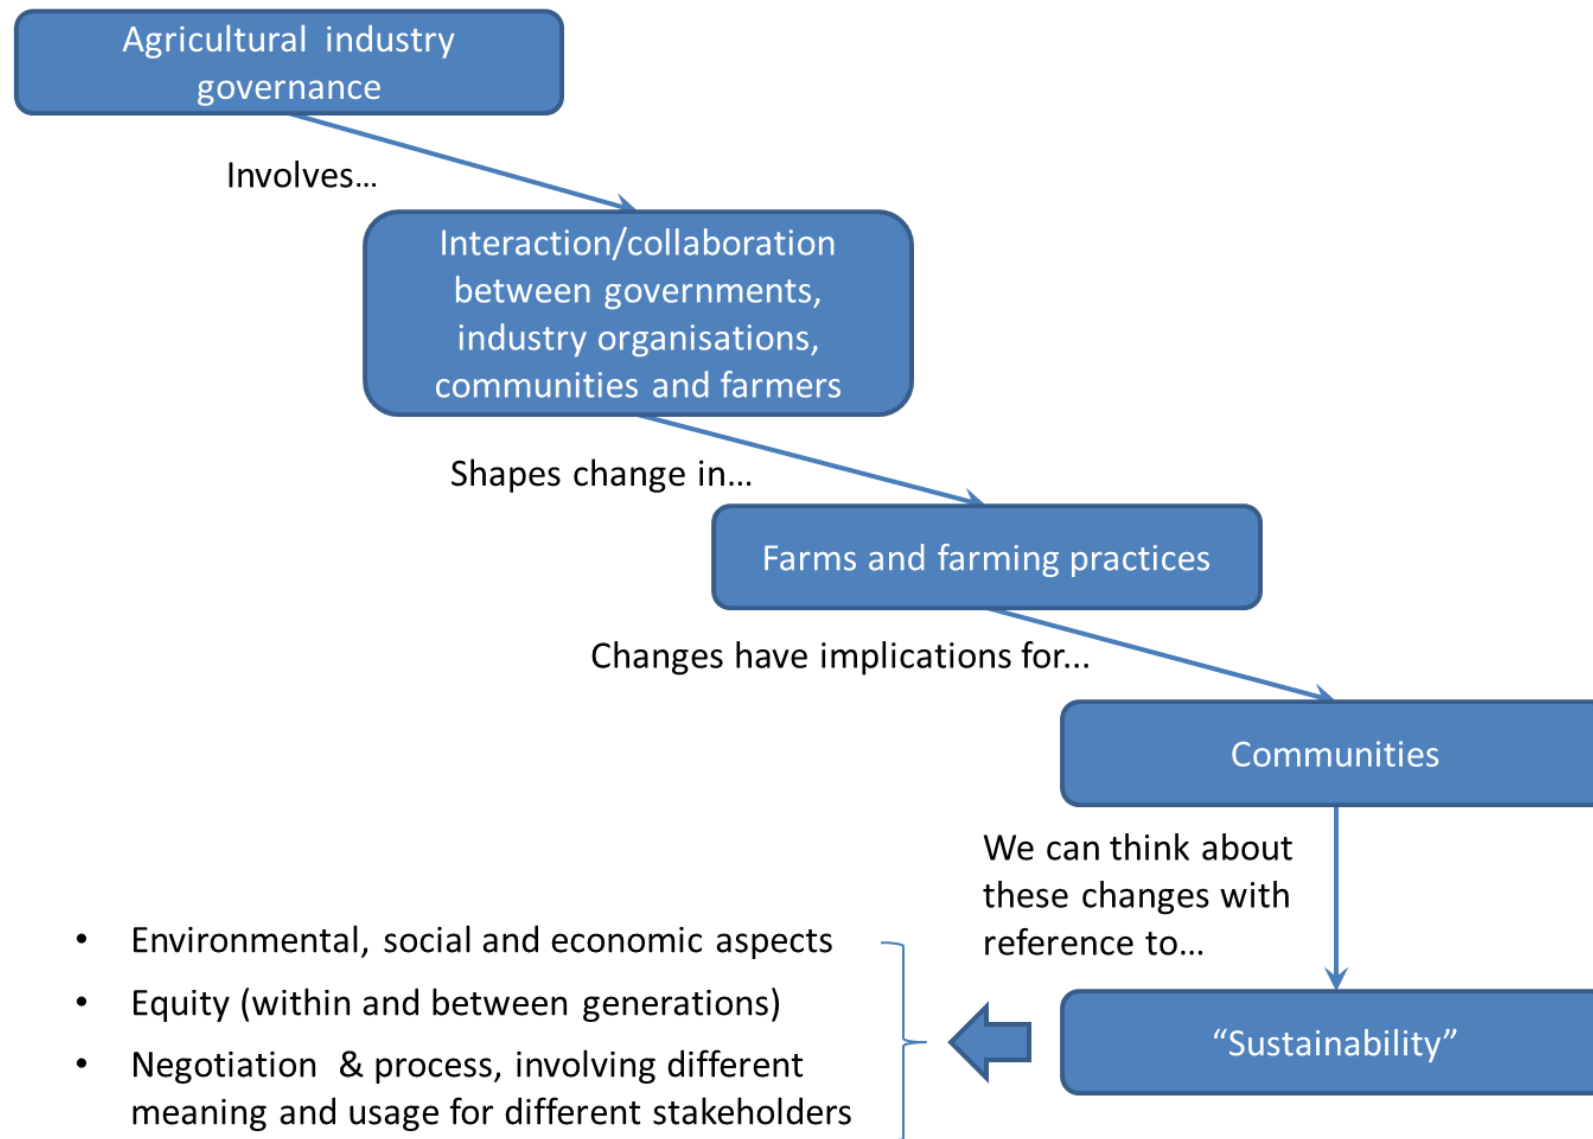 Agricultural industry
governance
Involves...
Interaction/collaboration
between governments,
industry organisations,
communities and farmers
Shapes change in...
Farms and farming practices
Changes have implications for...
Communities
We can think about
these changes with
reference to...
“Sustainability”
• Environmental, social and economic aspects
• Equity (within and between generations)
• Negotiation & process, involving different
meaning and usage for different stakeholders